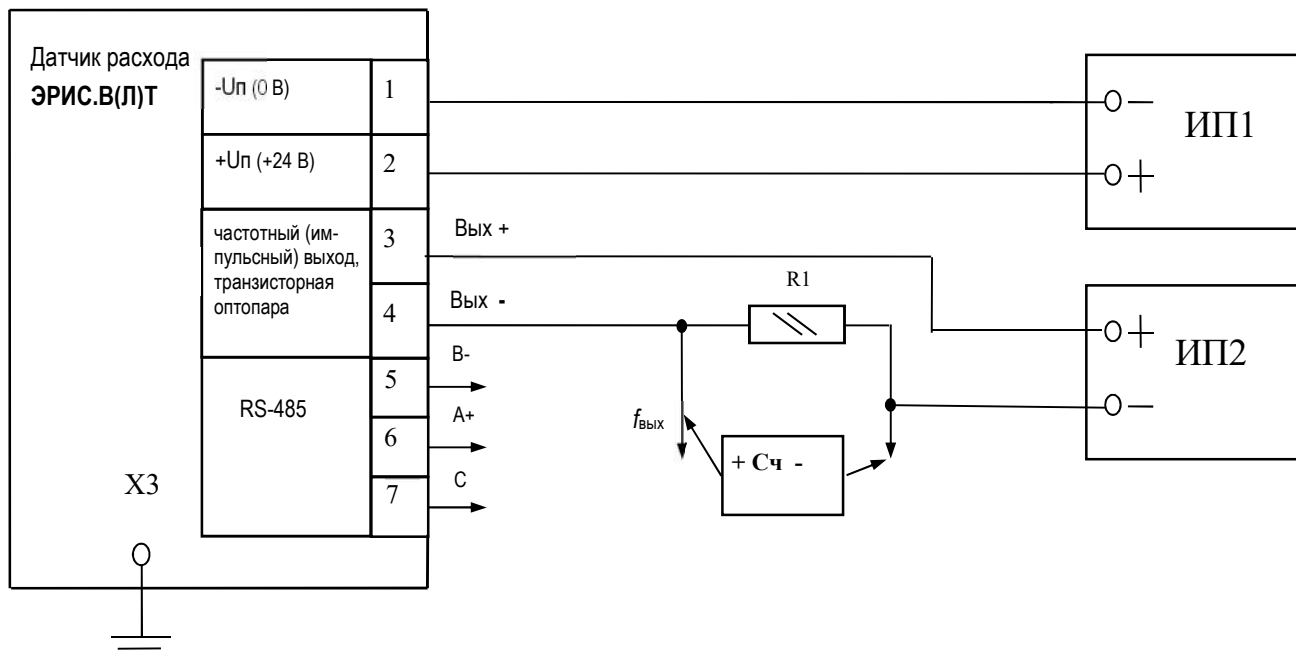 Датчик расхода
ЭРИС.В(Л)Т
-Uп (0 В)
1
+Uп (+24 В)
2
частотный (им-
пульсный) выход,
транзисторная
оптопара
3
4
RS-485
5
6
7
X3
Вых +
Вых -
B-
A+
C
R1
fвых
+ Сч -
–
ИП1
+
+
ИП2
–